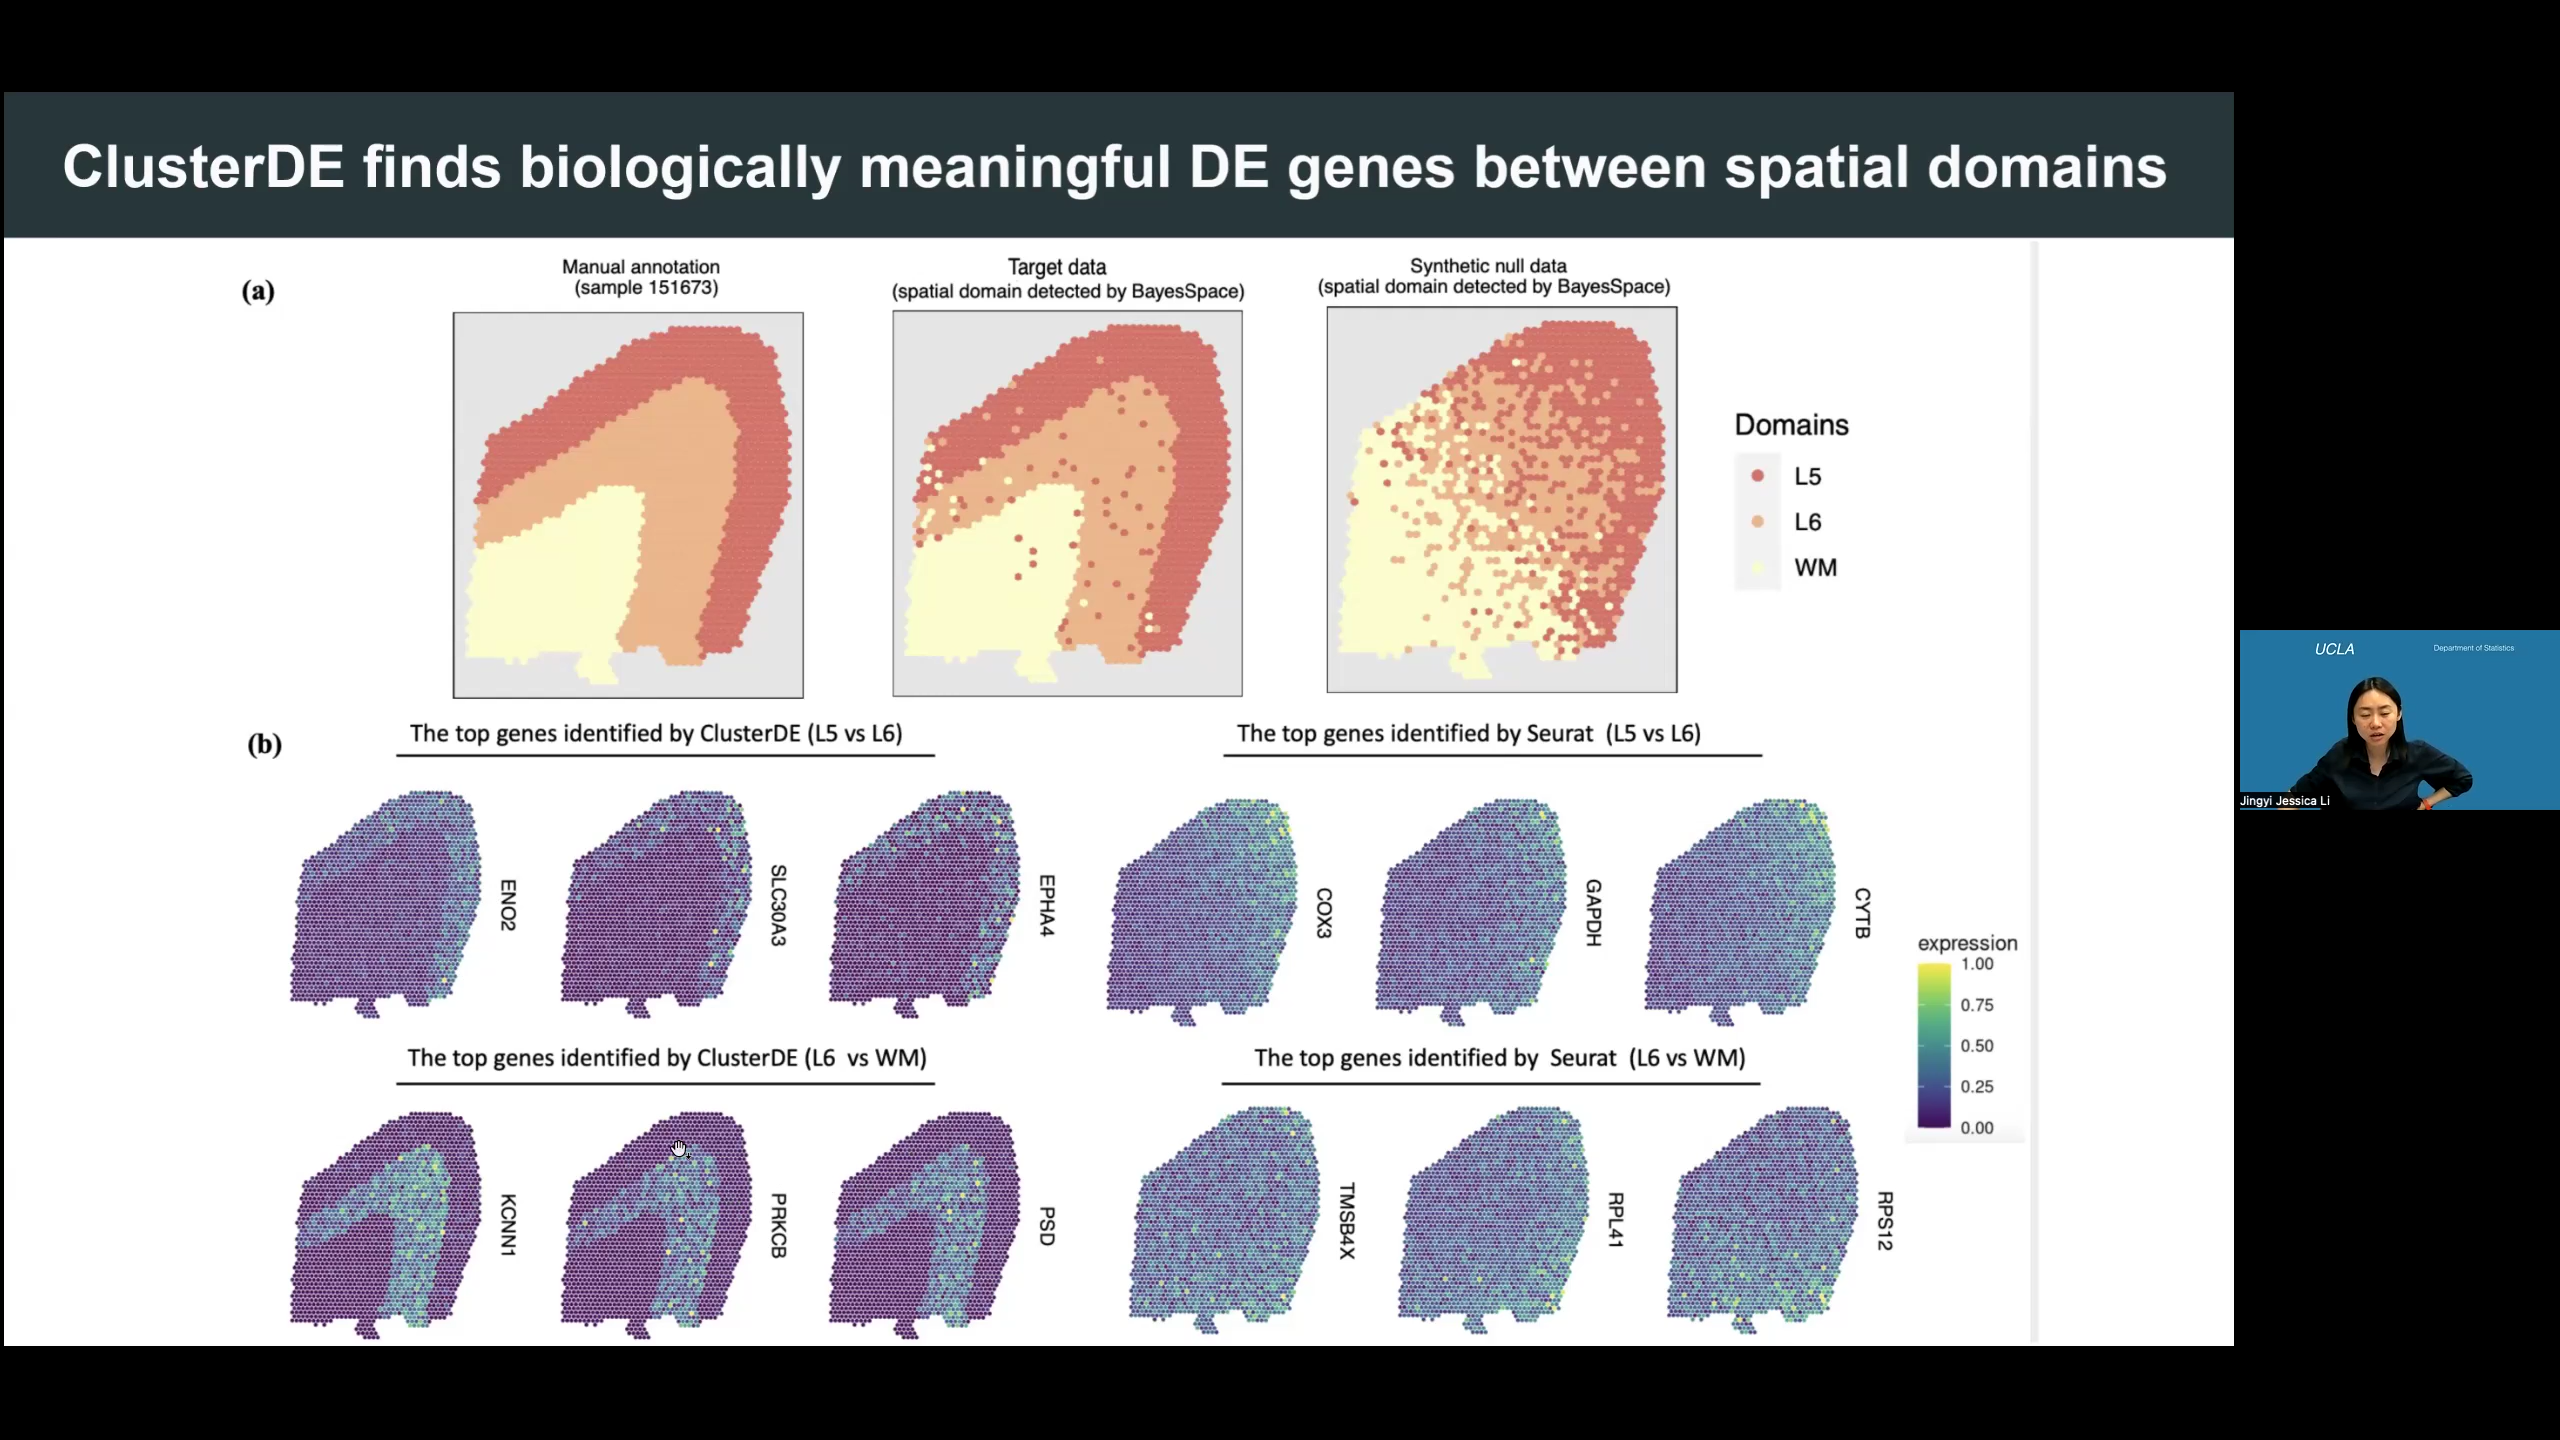 ClusterDE finds biologically meaningful DE genes between spatial domains
(a)
Manual annotation
(sample 151673)
Target data
(spatial domain detected by BayesSpace)
Synthetic null data
(spatial domain detected by BayesSpace)
Domains
L5
L6
WM
(b)
The top genes identified by ClusterDE (L5 vs L6)
The top genes identified by Seurat (L5 vs L6)
ENO2
SLC30A3
EPHA4
COX3
GAPDH
CYTB
expression
1.00
0.75
0.50
0.25
0.00
The top genes identified by ClusterDE (L6 vs WM)
The top genes identified by Seurat (L6 vs WM)
KCNN1
PRKCB
PSD
TMSB4X
RPL41
RPS12
UCLA
Department of Statistics
Jingyi Jessica Li